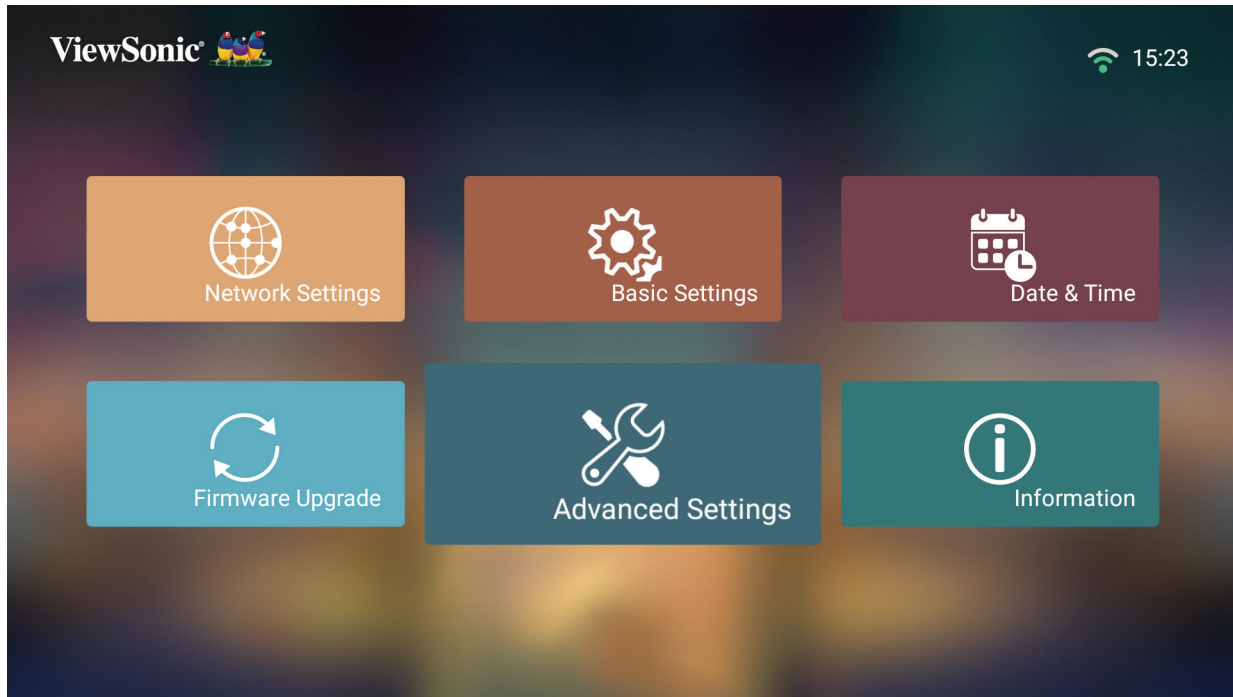 ViewSonic®
15:23
Network Settings
Basic Settings
Date & Time
Firmware Upgrade
Advanced Settings
Information